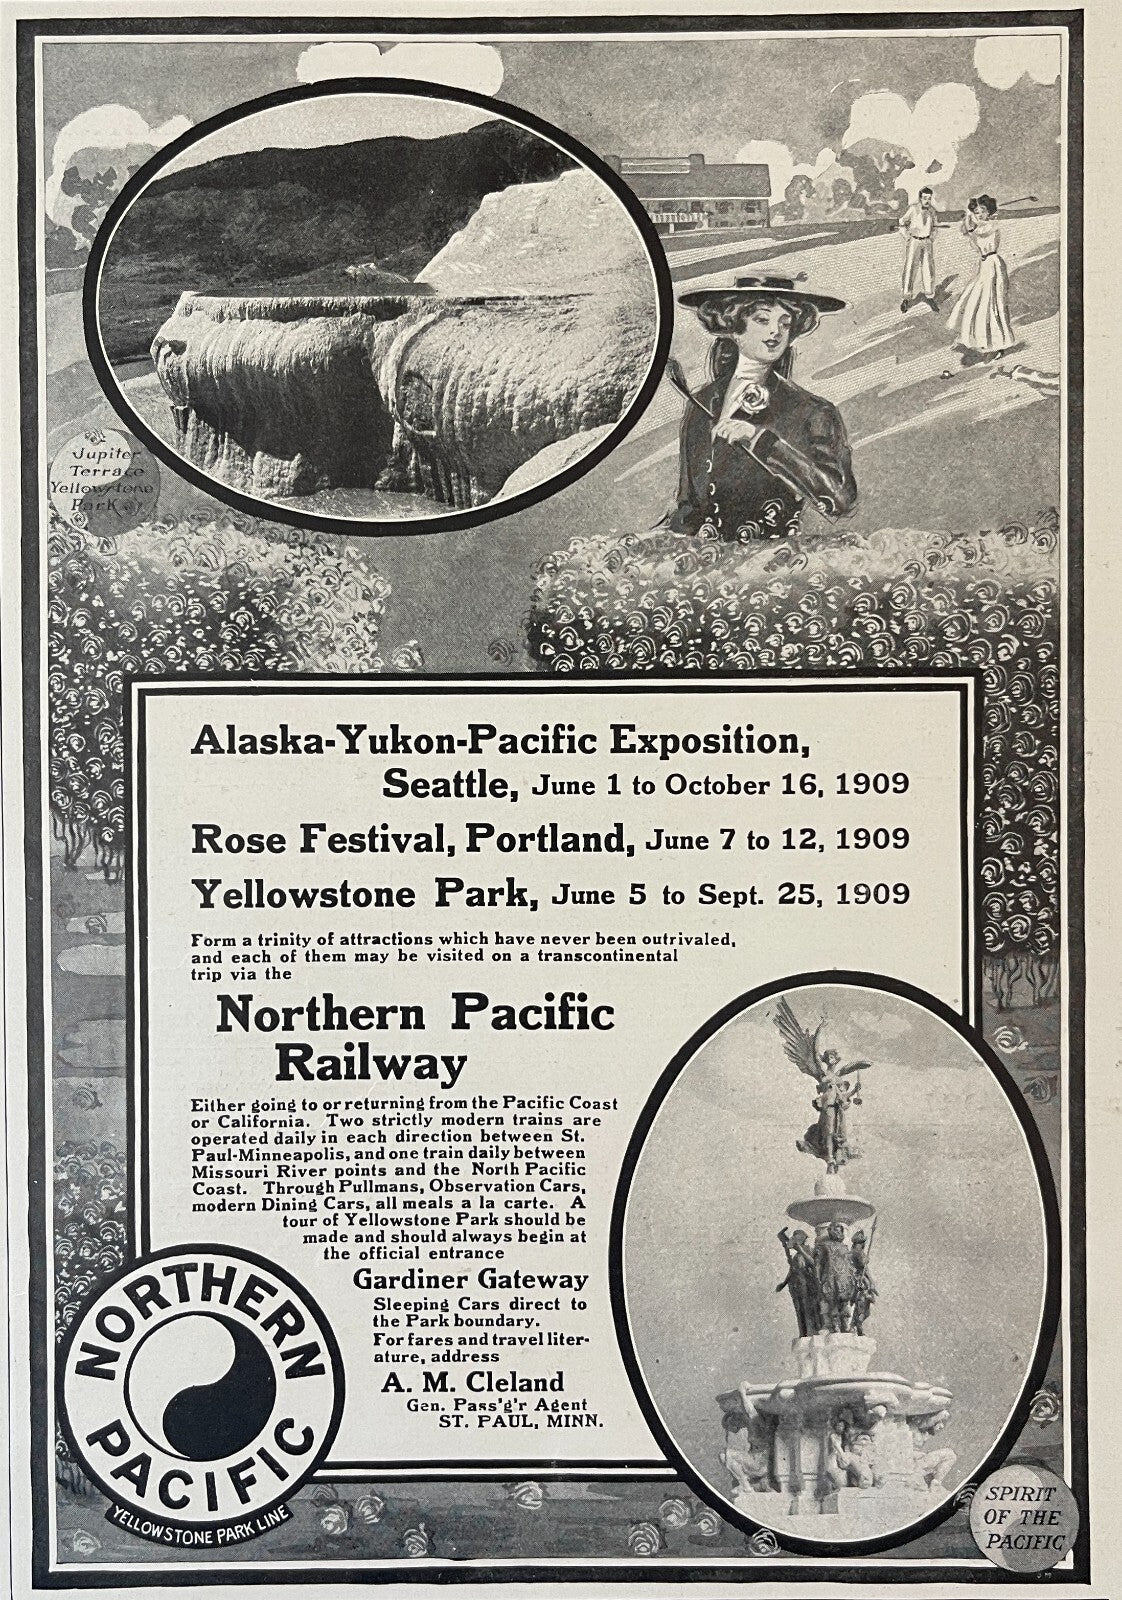 Jupiter
Terrace
Yellowstone
Park
Alaska-Yukon-Pacific Exposition,
Seattle, June 1 to October 16, 1909
Rose Festival, Portland, June 7 to 12, 1909
Yellowstone Park, June 5 to Sept. 25, 1909
Form a trinity of attractions which have never been outrivaled,
and each of them may be visited on a transcontinental
trip via the
Northern Pacific
Railway
Either going to or returning from the Pacific Coast
or California. Two strictly modern trains are
operated daily in each direction between St.
Paul-Minneapolis, and one train daily between
Missouri River points and the North Pacific
Coast. Through Pullmans, Observation Cars,
modern Dining Cars, all meals a la carte. A
tour of Yellowstone Park should be
made and should always begin at
the official entrance
Gardiner Gateway
Sleeping Cars direct to
the Park boundary.
For fares and travel liter-
ature, address
A. M. Cleland
Gen. Pass'g'r Agent
ST. PAUL, MINN.
NORTHERN
PACIFIC
YELLOWSTONE PARK LINE
SPIRIT
OF THE
PACIFIC